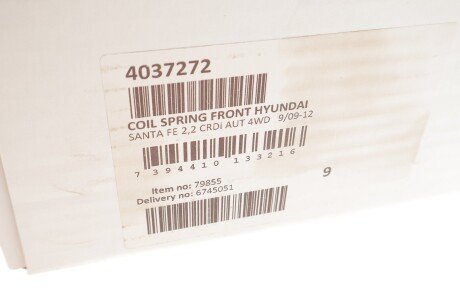 4037272
COIL SPRING FRONT HYUNDAI
SANTA FE 2,2 CRDi AUT 4WD 9/09-12
7 394410 133216
Item no: 79855
Delivery no: 6745051
9